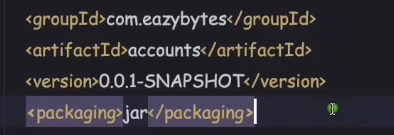 <groupId>com.eazybytes</groupId>
<artifactId>accounts</artifactId>
<version>0.0.1-SNAPSHOT</version>
<packaging>jar</packaging>